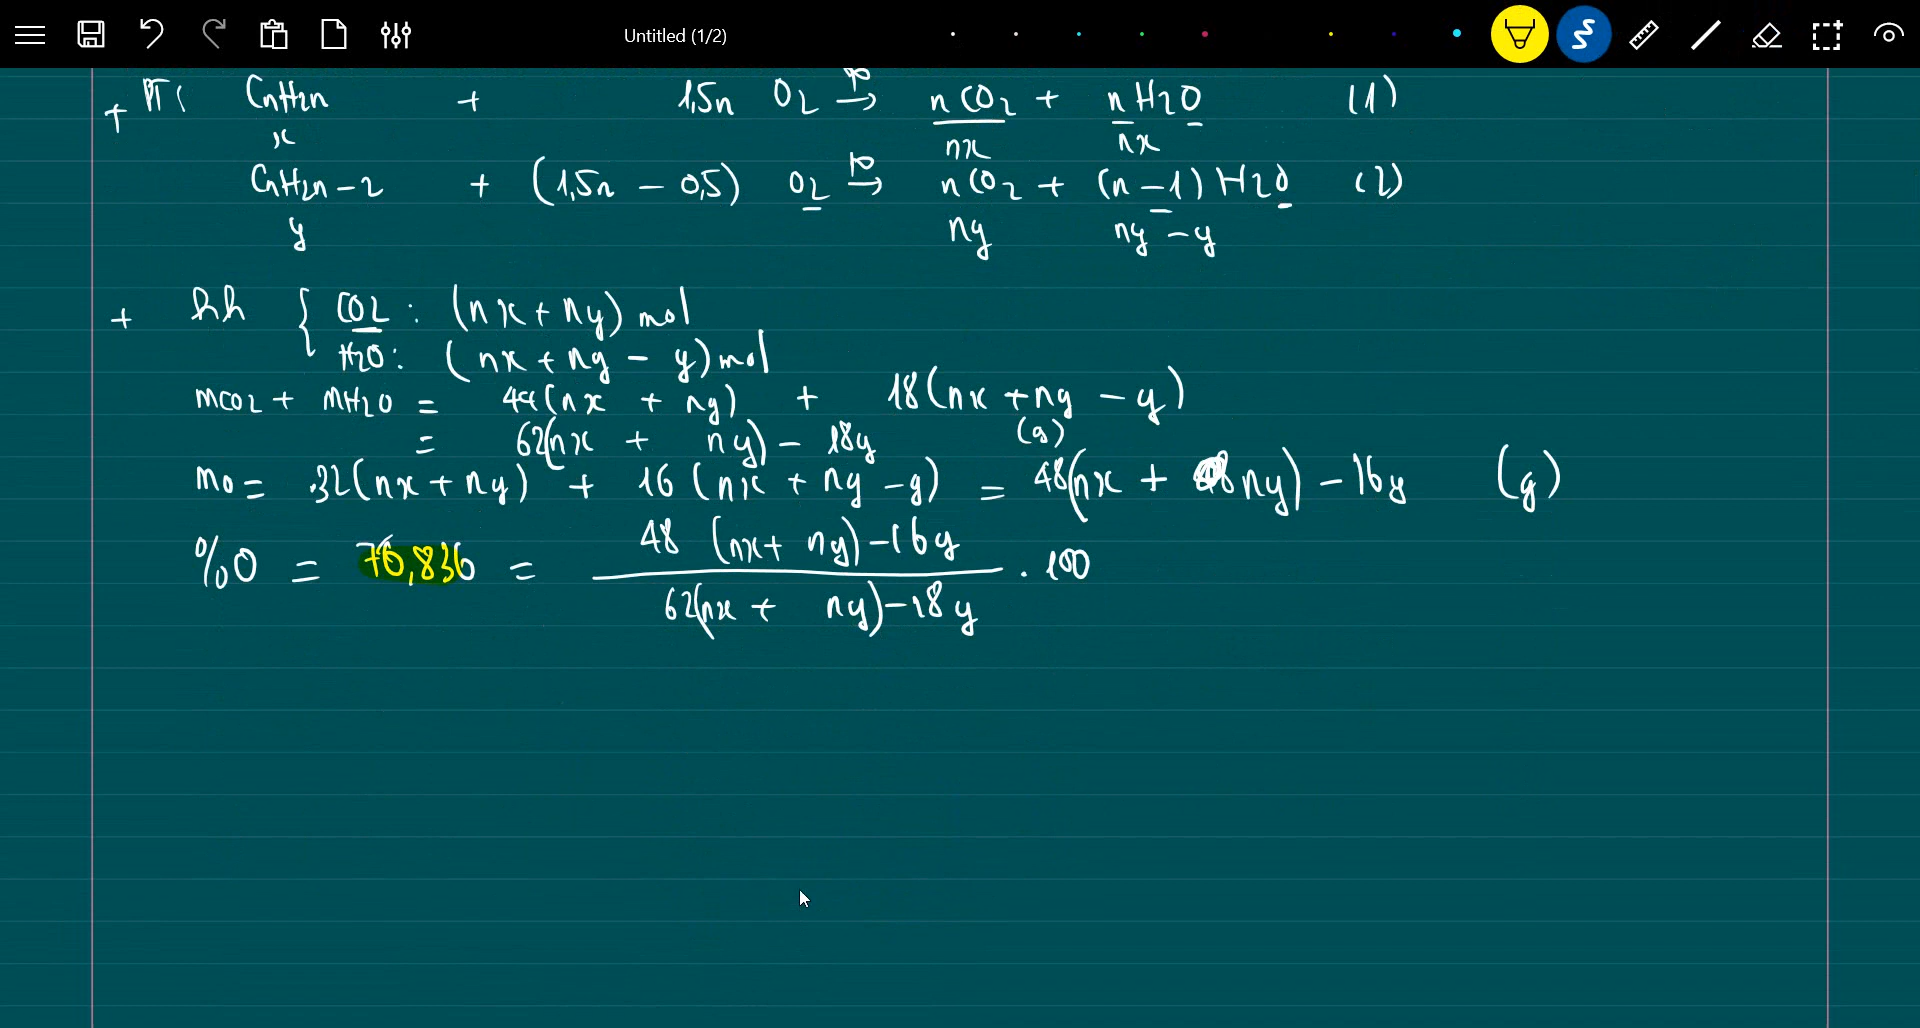 Untitled (1/2)
+ PT: CnH2n + 1,5n O2 → nCO2 + nH2O (1)
x nx nx
CnH2n-2 + (1,5n - 0,5) O2 → nCO2 + (n-1) H2O (2)
y ny ny - y
+ hh { CO2 : (nx + ny) mol
H2O : (nx + ny - y) mol
mCO2 + mH2O = 44(nx + ny) + 18(nx + ny - y)
= 62(nx + ny) - 18y (g)
mO = 32(nx + ny) + 16(nx + ny - y) = 48(nx + ny) - 16y (g)
%O = 76,836 = 48 (nx + ny) - 16y / 62(nx + ny) - 18y . 100